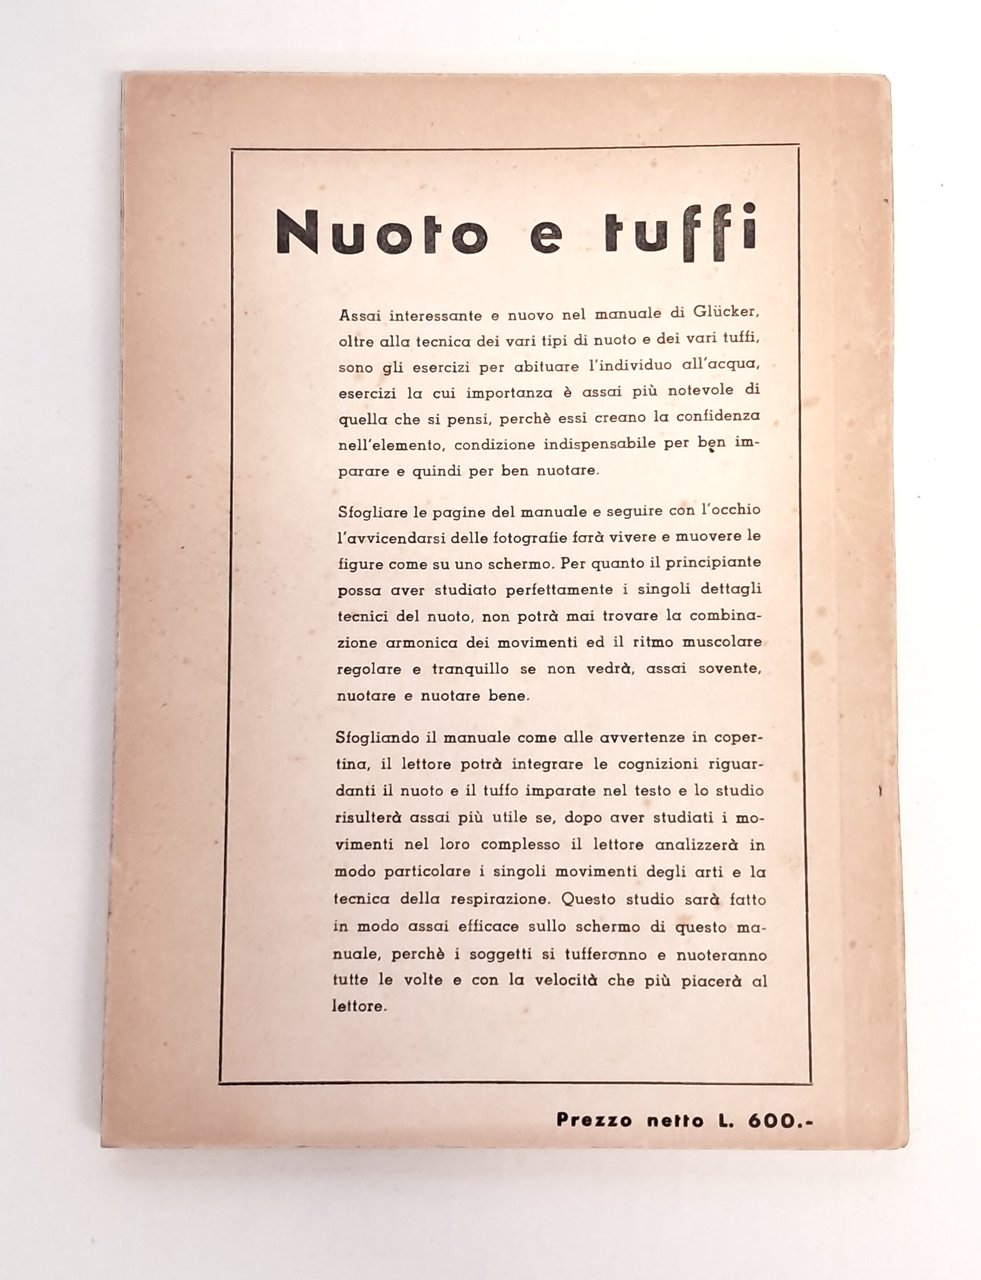 Nuoto e tuffi
Assai interessante e nuovo nel manuale di Glücker,
oltre alla tecnica dei vari tipi di nuoto e dei vari tuffi,
sono gli esercizi per abituare l'individuo all'acqua,
esercizi la cui importanza è assai più notevole di
quella che si pensi, perchè essi creano la confidenza
nell'elemento, condizione indispensabile per ben im-
parare e quindi per ben nuotare.
Sfogliare le pagine del manuale e seguire con l'occhio
l'avvicendarsi delle fotografie farà vivere e muovere le
figure come su uno schermo. Per quanto il principiante
possa aver studiato perfettamente i singoli dettagli
tecnici del nuoto, non potrà mai trovare la combina-
zione armonica dei movimenti ed il ritmo muscolare
regolare e tranquillo se non vedrà, assai sovente,
nuotare e nuotare bene.
Sfogliando il manuale come alle avvertenze in coper-
tina, il lettore potrà integrare le cognizioni riguar-
danti il nuoto e il tuffo imparate nel testo e lo studio
risulterà assai più utile se, dopo aver studiati i mo-
vimenti nel loro complesso il lettore analizzerà in
modo particolare i singoli movimenti degli arti e la
tecnica della respirazione. Questo studio sarà fatto
in modo assai efficace sullo schermo di questo ma-
nuale, perchè i soggetti si tufferanno e nuoteranno
tutte le volte e con la velocità che più piacerà al
lettore.
Prezzo netto L. 600.-